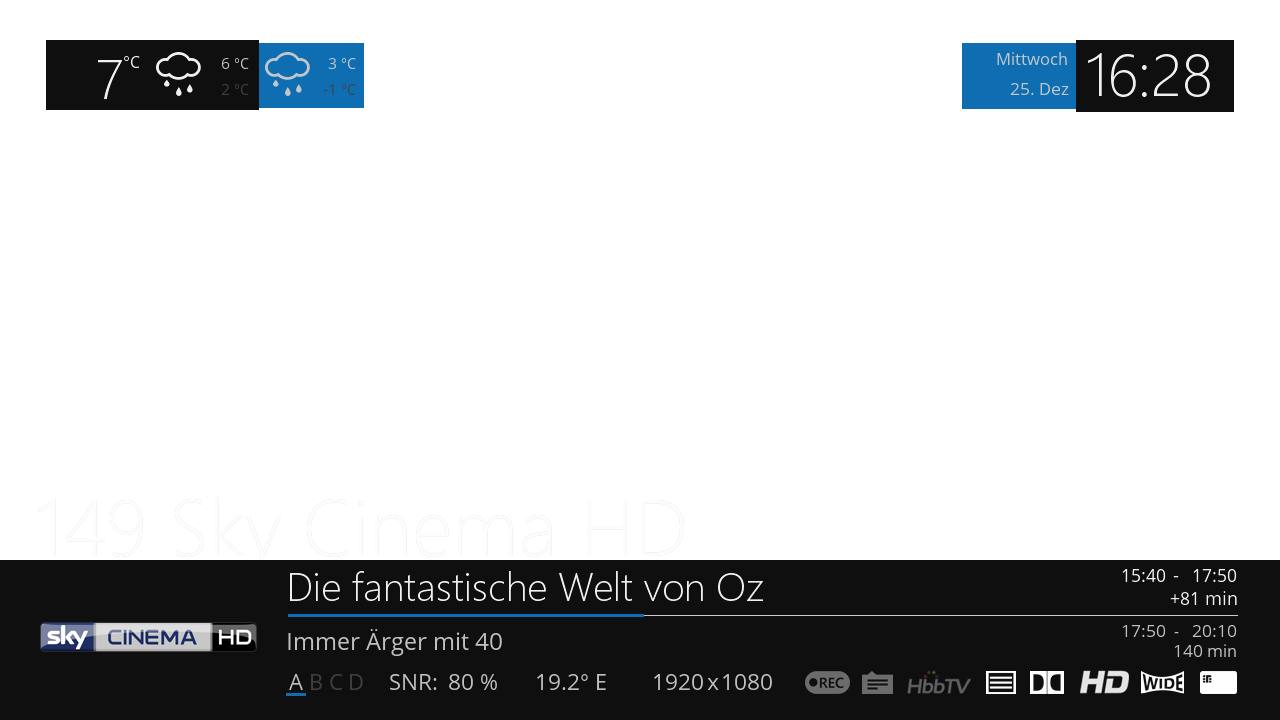 7°C 6 °C 3 °C
2 °C -1 °C
Mittwoch
25. Dez
16:28
149 Sky Cinema HD
Die fantastische Welt von Oz
15:40 - 17:50
+81 min
sky CINEMA HD
Immer Ärger mit 40
17:50 - 20:10
140 min
A B C D SNR: 80 % 19.2° E 1920x1080 REC HbbTV HD WIDE